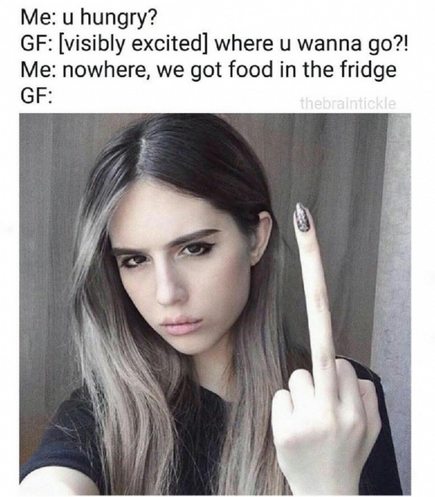 Me: u hungry?
GF: [visibly excited] where u wanna go?!
Me: nowhere, we got food in the fridge
GF:
thebraintickle